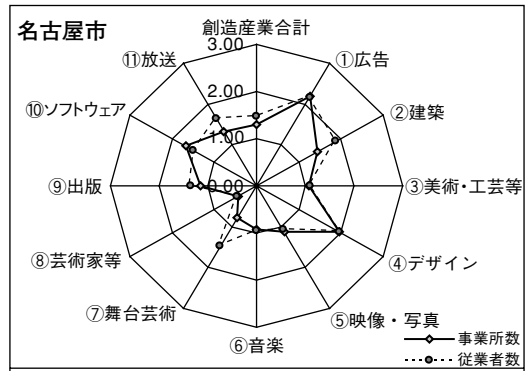 名古屋市
創造産業合計
3.00
2.00
1.00
0.00
①広告
②建築
③美術・工芸等
④デザイン
⑤映像・写真
⑥音楽
⑦舞台芸術
⑧芸術家等
⑨出版
⑩ソフトウェア
⑪放送
事業所数
従業者数